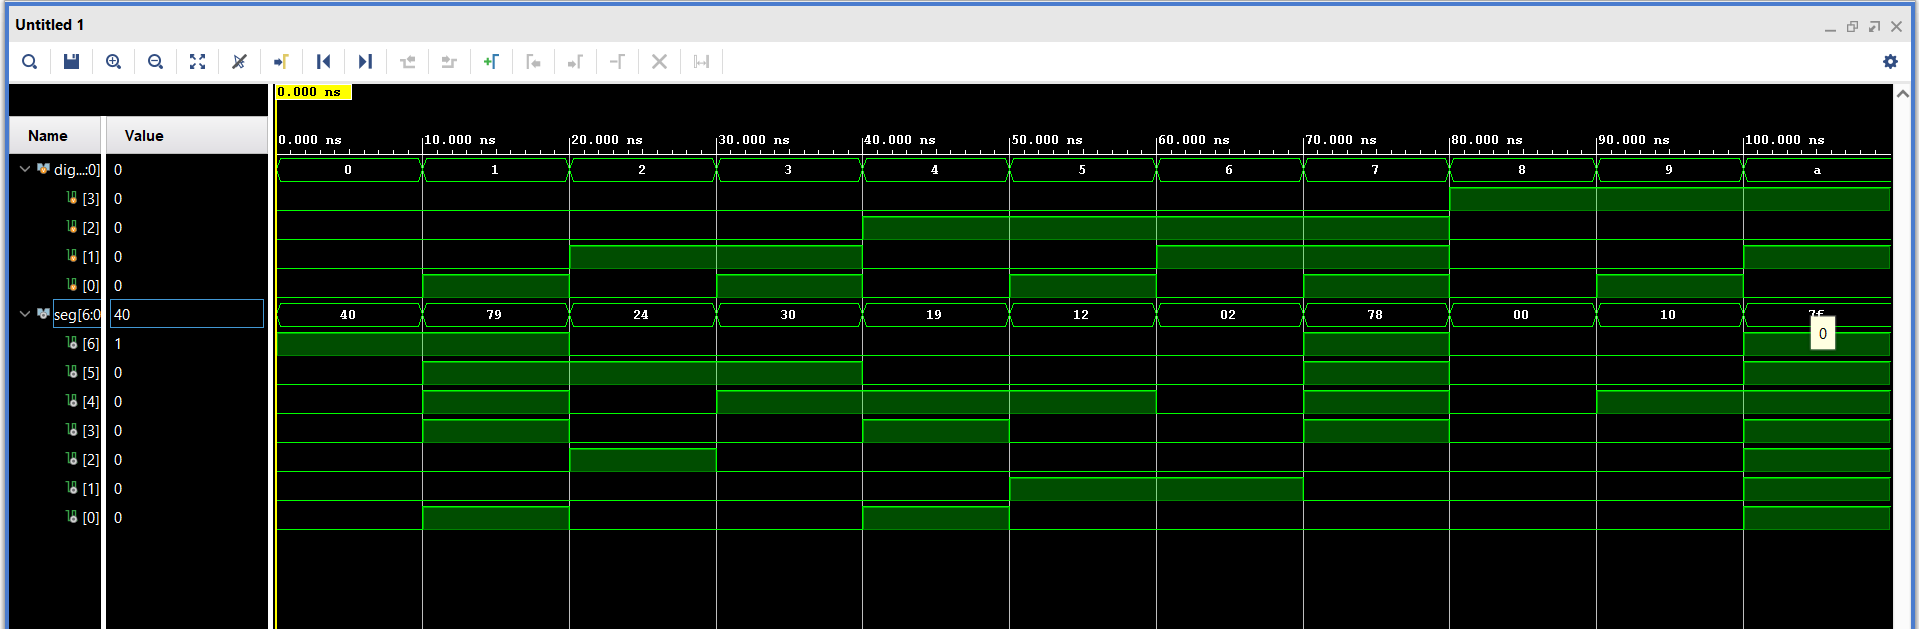 Untitled 1
0.000 ns
Name Value
0.000 ns 10.000 ns 20.000 ns 30.000 ns 40.000 ns 50.000 ns 60.000 ns 70.000 ns 80.000 ns 90.000 ns 100.000 ns
dig...:0] 0 0 1 2 3 4 5 6 7 8 9 a
[3] 0
[2] 0
[1] 0
[0] 0
seg[6:0 40 40 79 24 30 19 12 02 78 00 10 7f
0
[6] 1
[5] 0
[4] 0
[3] 0
[2] 0
[1] 0
[0] 0